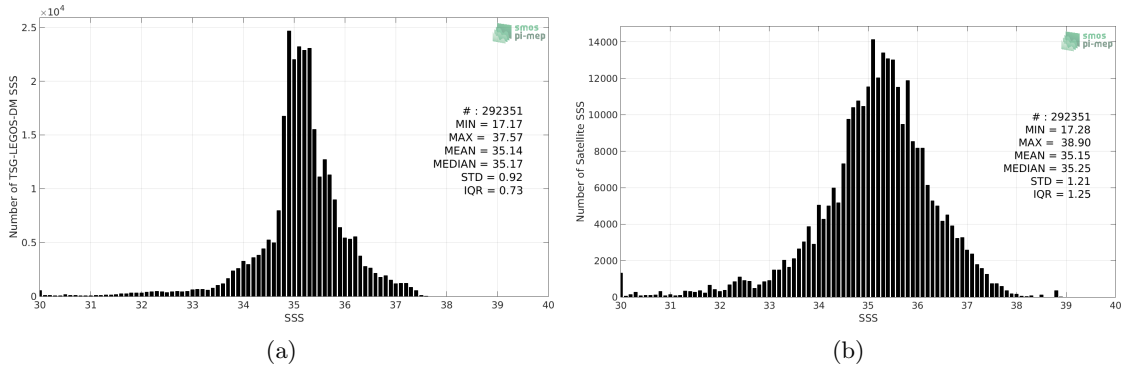 ×10⁴
2.5
2
1.5
1
0.5
0
30
31
32
33
34
35
36
37
38
39
40
SSS
Number of TSG-LEGOS-DM SSS
smos
pi-mep
# : 292351
MIN = 17.17
MAX = 37.57
MEAN = 35.14
MEDIAN = 35.17
STD = 0.92
IQR = 0.73
(a)
14000
12000
10000
8000
6000
4000
2000
0
30
31
32
33
34
35
36
37
38
39
40
SSS
Number of Satellite SSS
smos
pi-mep
# : 292351
MIN = 17.28
MAX = 38.90
MEAN = 35.15
MEDIAN = 35.25
STD = 1.21
IQR = 1.25
(b)